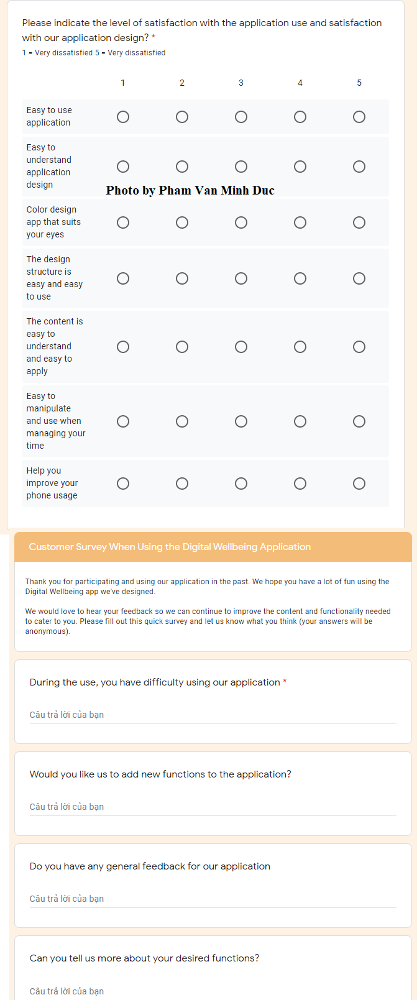 Please indicate the level of satisfaction with the application use and satisfaction
with our application design? *
1 = Very dissatisfied 5 = Very dissatisfied
1 2 3 4 5
Easy to use
application
Easy to
understand
application
design
Photo by Pham Van Minh Duc
Color design
app that suits
your eyes
The design
structure is
easy and easy
to use
The content is
easy to
understand
and easy to
apply
Easy to
manipulate
and use when
managing your
time
Help you
improve your
phone usage
Customer Survey When Using the Digital Wellbeing Application
Thank you for participating and using our application in the past. We hope you have a lot of fun using the
Digital Wellbeing app we've designed.
We would love to hear your feedback so we can continue to improve the content and functionality needed
to cater to you. Please fill out this quick survey and let us know what you think (your answers will be
anonymous).
During the use, you have difficulty using our application *
Câu trả lời của bạn
Would you like us to add new functions to the application?
Câu trả lời của bạn
Do you have any general feedback for our application
Câu trả lời của bạn
Can you tell us more about your desired functions?
Câu trả lời của bạn